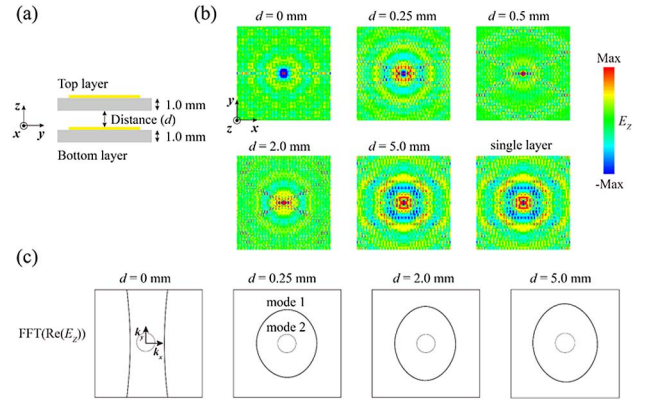 (a)
Top layer
1.0 mm
Distance (d)
1.0 mm
Bottom layer
z
x
y
(b)
d = 0 mm
d = 0.25 mm
d = 0.5 mm
y
z
x
d = 2.0 mm
d = 5.0 mm
single layer
Max
E_Z
-Max
(c)
d = 0 mm
d = 0.25 mm
d = 2.0 mm
d = 5.0 mm
FFT(Re(E_Z))
k_y
k_x
mode 1
mode 2